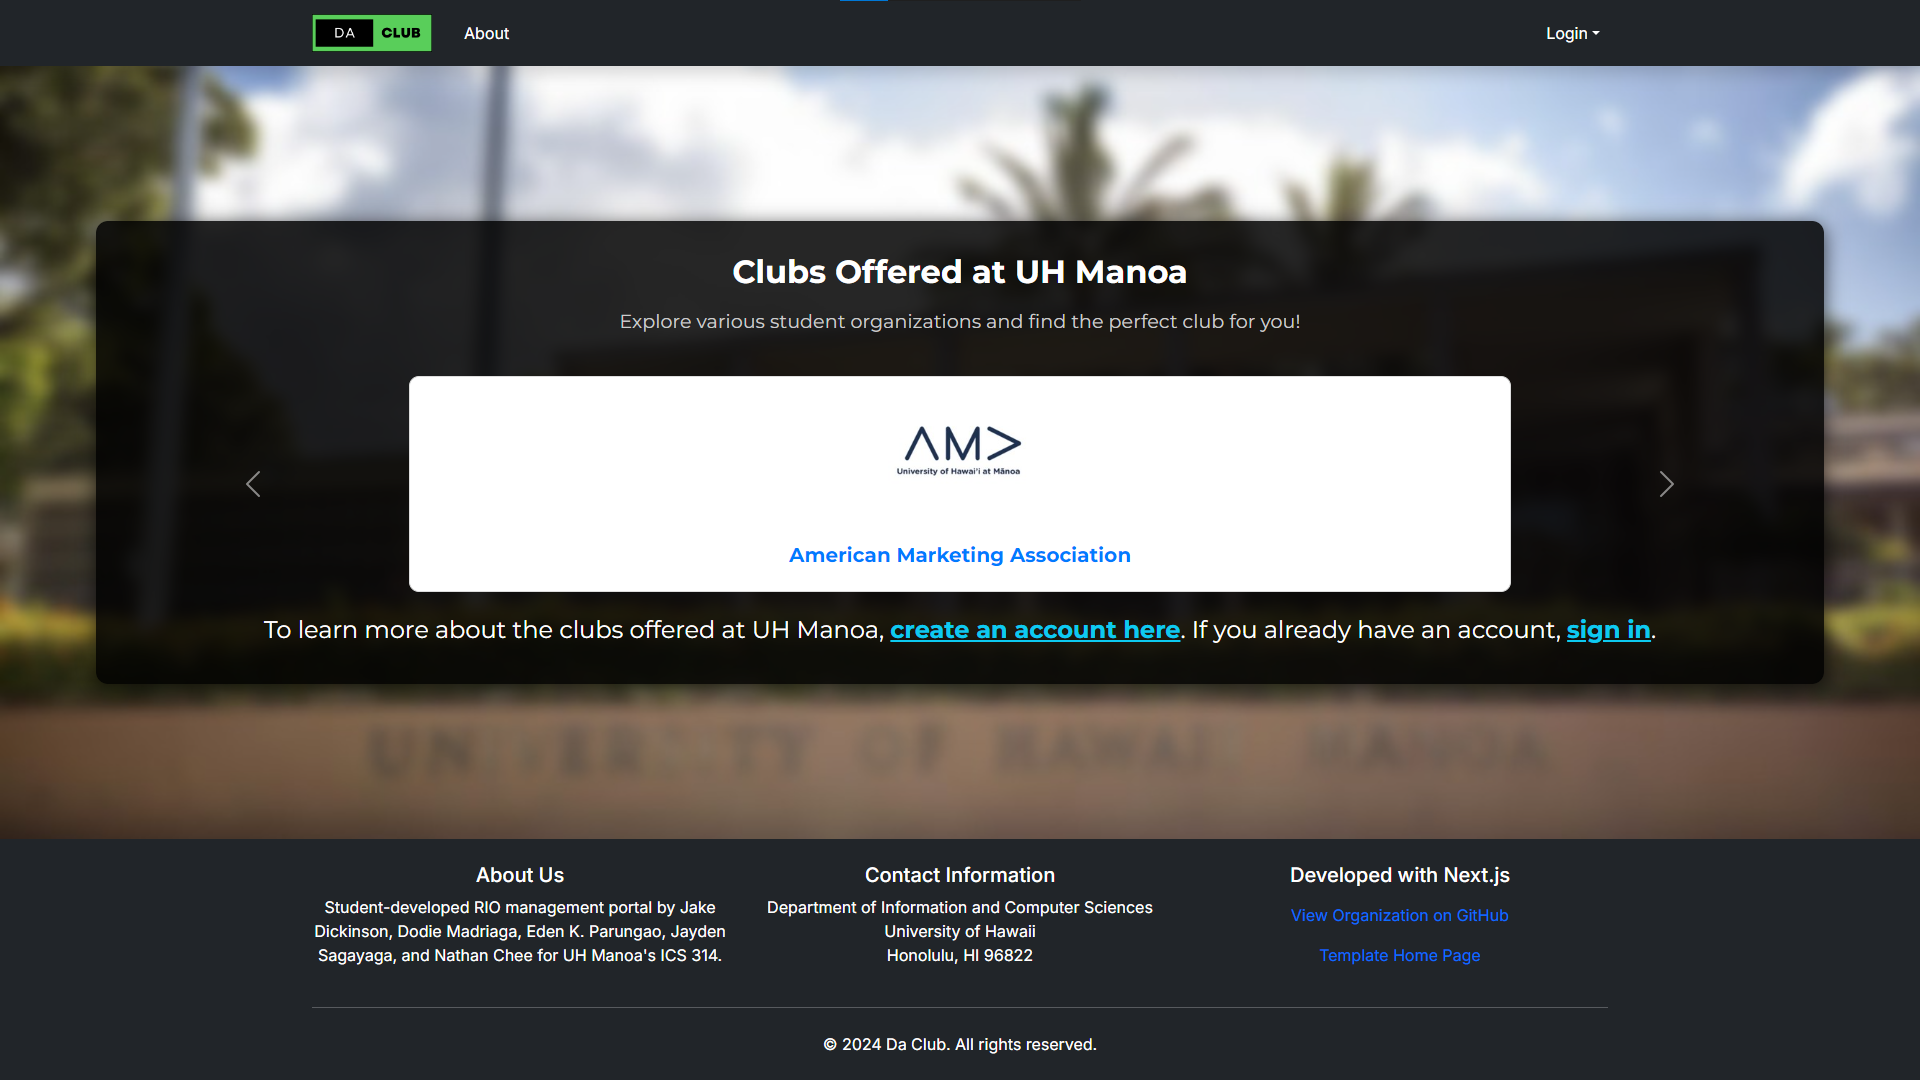 DA CLUB
About
Login
Clubs Offered at UH Manoa
Explore various student organizations and find the perfect club for you!
AMA
University of Hawai'i at Mānoa
American Marketing Association
To learn more about the clubs offered at UH Manoa, create an account here. If you already have an account, sign in.
UNIVERSITY OF HAWAII MANOA
About Us
Student-developed RIO management portal by Jake
Dickinson, Dodie Madriaga, Eden K. Parungao, Jayden
Sagayaga, and Nathan Chee for UH Manoa's ICS 314.
Contact Information
Department of Information and Computer Sciences
University of Hawaii
Honolulu, HI 96822
Developed with Next.js
View Organization on GitHub
Template Home Page
© 2024 Da Club. All rights reserved.